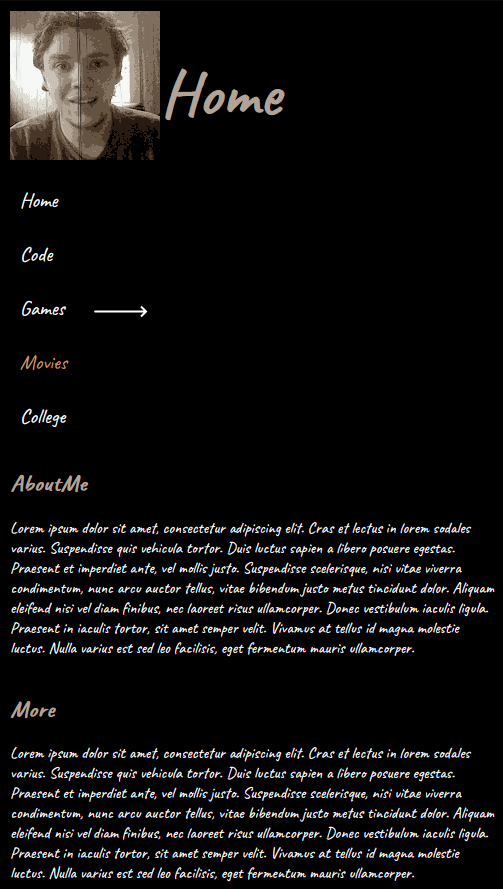 Home
Home
Code
Games
Movies
College
AboutMe
Lorem ipsum dolor sit amet, consectetur adipiscing elit. Cras et lectus in lorem sodales
varius. Suspendisse quis vehicula tortor. Duis luctus sapien a libero posuere egestas.
Praesent et imperdiet ante, vel mollis justo. Suspendisse scelerisque, nisi vitae viverra
condimentum, nunc arcu auctor tellus, vitae bibendum justo metus tincidunt dolor. Aliquam
eleifend nisi vel diam finibus, nec laoreet risus ullamcorper. Donec vestibulum iaculis ligula.
Praesent in iaculis tortor, sit amet semper velit. Vivamus at tellus id magna molestie
luctus. Nulla varius est sed leo facilisis, eget fermentum mauris ullamcorper.
More
Lorem ipsum dolor sit amet, consectetur adipiscing elit. Cras et lectus in lorem sodales
varius. Suspendisse quis vehicula tortor. Duis luctus sapien a libero posuere egestas.
Praesent et imperdiet ante, vel mollis justo. Suspendisse scelerisque, nisi vitae viverra
condimentum, nunc arcu auctor tellus, vitae bibendum justo metus tincidunt dolor. Aliquam
eleifend nisi vel diam finibus, nec laoreet risus ullamcorper. Donec vestibulum iaculis ligula.
Praesent in iaculis tortor, sit amet semper velit. Vivamus at tellus id magna molestie
luctus. Nulla varius est sed leo facilisis, eget fermentum mauris ullamcorper.